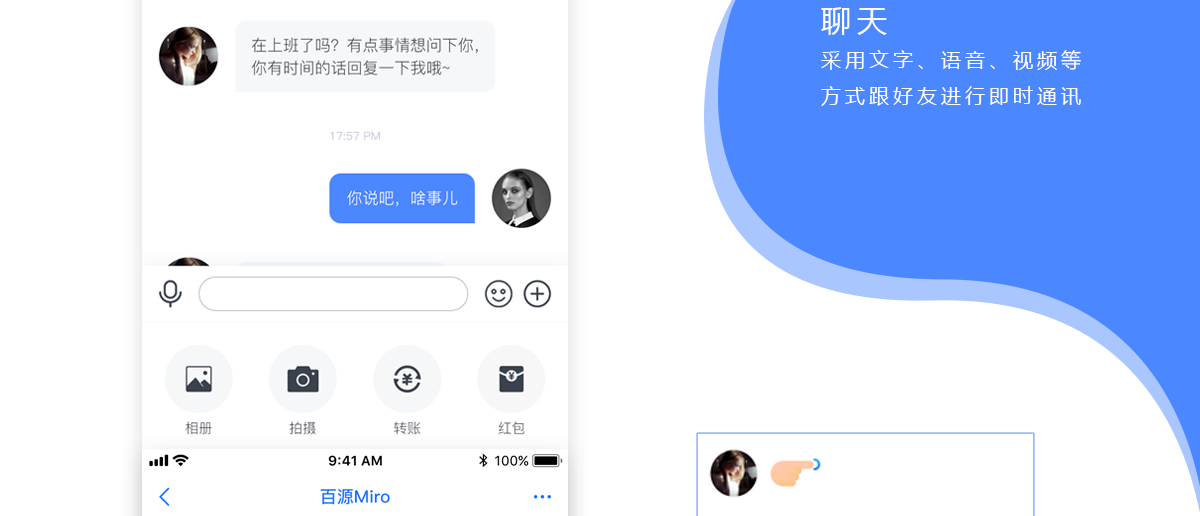 在上班了吗？有点事情想问下你，
你有时间的话回复一下我哦~
17:57 PM
你说吧，啥事儿
相册
拍摄
转账
红包
9:41 AM
100%
百源Miro
聊天
采用文字、语音、视频等
方式跟好友进行即时通讯